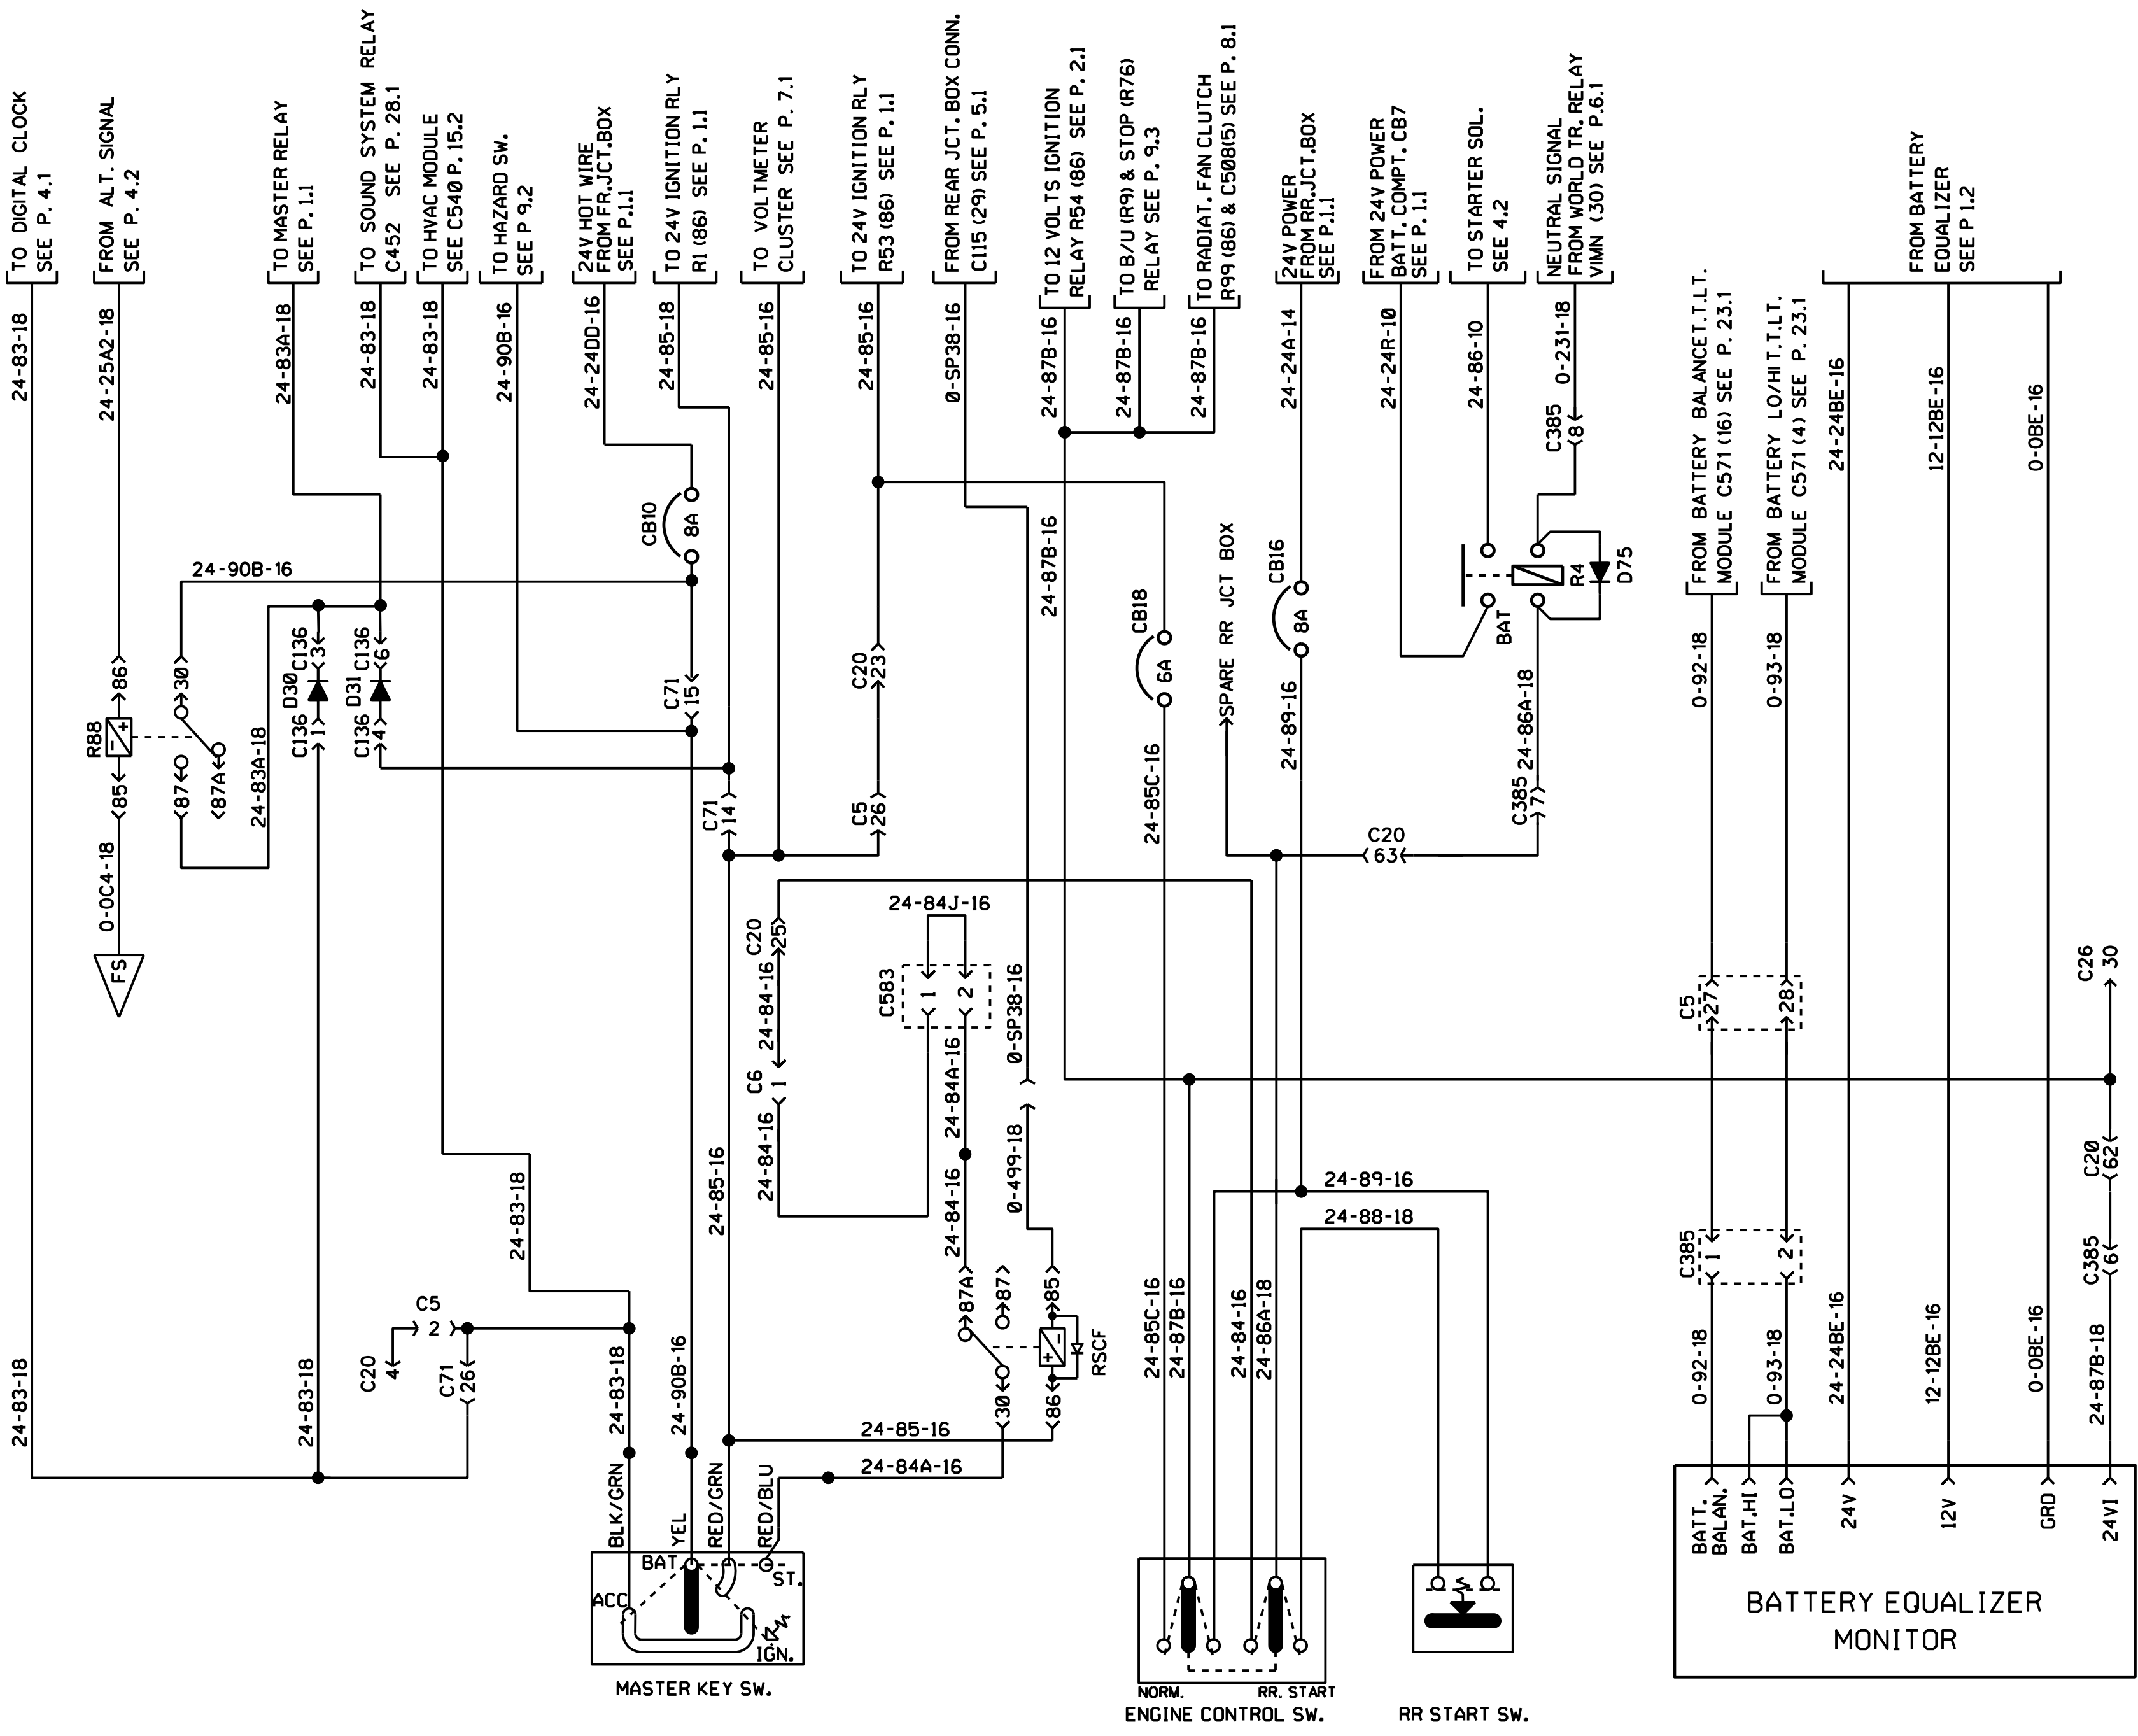 TO DIGITAL CLOCK
SEE P. 4.1
FROM ALT. SIGNAL
SEE P. 4.2
TO MASTER RELAY
SEE P. 1.1
TO SOUND SYSTEM RELAY
C452 SEE P. 28.1
TO HVAC MODULE
SEE C540 P. 15.2
TO HAZARD SW.
SEE P 9.2
24V HOT WIRE
FROM FR.JCT.BOX
SEE P.1.1
TO 24V IGNITION RLY
R1 (86) SEE P. 1.1
TO VOLTMETER
CLUSTER SEE P. 7.1
TO 24V IGNITION RLY
R53 (86) SEE P. 1.1
FROM REAR JCT. BOX CONN.
C115 (29) SEE P. 5.1
TO 12 VOLTS IGNITION
RELAY R54 (86) SEE P. 2.1
TO B/U (R9) & STOP (R76)
RELAY SEE P. 9.3
TO RADIAT. FAN CLUTCH
R99 (86) & C508(5) SEE P. 8.1
24V POWER
FROM RR.JCT.BOX
SEE P.1.1
FROM 24V POWER
BATT. COMPT. CB7
SEE P. 1.1
TO STARTER SOL.
SEE 4.2
NEUTRAL SIGNAL
FROM WORLD TR. RELAY
VIMN (30) SEE P.6.1
FROM BATTERY BALANCE T.T.LT.
MODULE C571 (16) SEE P. 23.1
FROM BATTERY LO/HI T.T.LT.
MODULE C571 (4) SEE P. 23.1
FROM BATTERY
EQUALIZER
SEE P 1.2
24-83-18
24-25A2-18
24-83A-18
24-83-18
24-83-18
24-90B-16
24-24DD-16
24-85-18
24-85-16
24-85-16
0-SP38-16
24-87B-16
24-87B-16
24-87B-16
24-24A-14
24-24R-10
24-86-10
0-231-18
C385
8
24-24BE-16
12-12BE-16
0-0BE-16
CB10
8A
24-87B-16
SPARE RR JCT BOX
CB16
8A
CB18
6A
BAT
R4
D75
24-90B-16
86
30
C136
3
C136
6
D30
D31
C136
1
C136
4
R88
+
-
85
87
87A
24-83A-18
C71
15
C71
14
C20
23
C5
26
24-85C-16
24-89-16
24-86A-18
C385
7
C20
63
0-92-18
0-93-18
0-0C4-18
FS
24-84J-16
C20
25
24-84-16
C583
1
2
0-SP38-16
C5
27
28
C26
30
C6
1
24-84-16
24-84A-16
24-84-16
0-499-18
24-83-18
24-85-16
24-89-16
24-88-18
C20
62
C385
1
2
C385
6
87A
87
85
30
86
+
-
RSCF
C5
2
C20
4
C71
26
24-83-18
24-83-18
24-83-18
24-90B-16
24-85-16
24-84A-16
24-85C-16
24-87B-16
24-84-16
24-86A-18
0-92-18
0-93-18
24-24BE-16
12-12BE-16
0-0BE-16
24-87B-18
BLK/GRN
YEL
RED/GRN
RED/BLU
BAT
ST.
ACC
IGN.
MASTER KEY SW.
NORM.
RR. START
ENGINE CONTROL SW.
RR START SW.
BATT.
BALAN.
BAT.HI
BAT.LO
24V
12V
GRD
24VI
BATTERY EQUALIZER
MONITOR